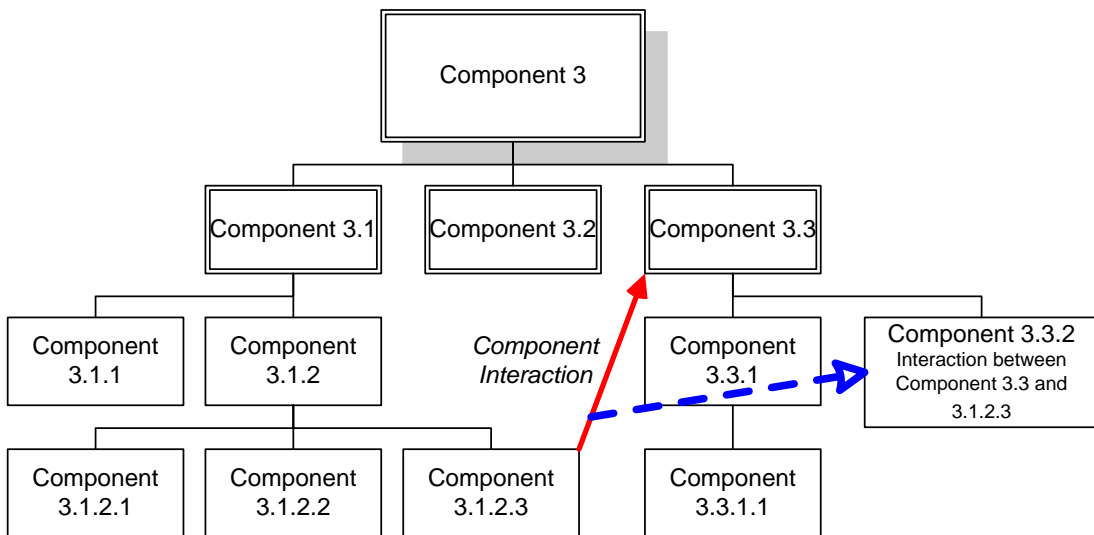 Component 3
Component 3.1
Component 3.2
Component 3.3
Component
3.1.1
Component
3.1.2
Component
Interaction
Component
3.3.1
Component 3.3.2
Interaction between
Component 3.3 and
3.1.2.3
Component
3.1.2.1
Component
3.1.2.2
Component
3.1.2.3
Component
3.3.1.1